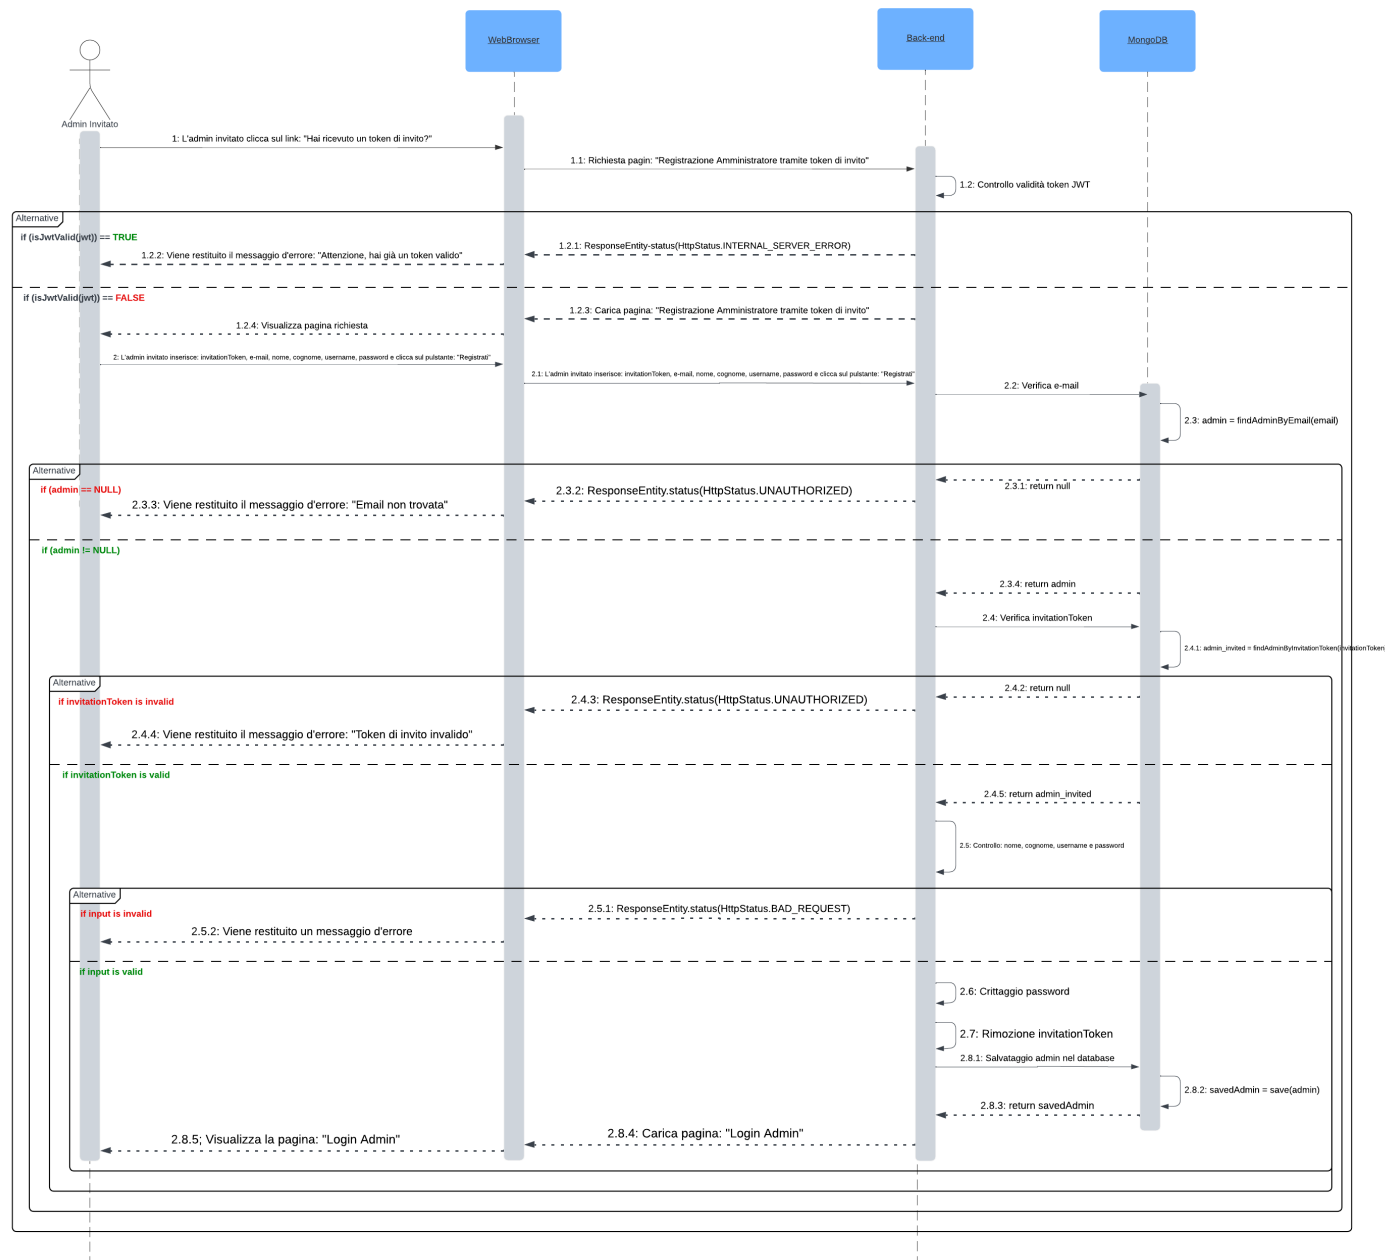 WebBrowser
Back-end
MongoDB
Admin Invitato
1: L'admin invitato clicca sul link: "Hai ricevuto un token di invito?"
1.1: Richiesta pagin: "Registrazione Amministratore tramite token di invito"
1.2: Controllo validità token JWT
Alternative
if (isJwtValid(jwt)) == TRUE
1.2.1: ResponseEntity-status(HttpStatus.INTERNAL_SERVER_ERROR)
1.2.2: Viene restituito il messaggio d'errore: "Attenzione, hai già un token valido"
if (isJwtValid(jwt)) == FALSE
1.2.3: Carica pagina: "Registrazione Amministratore tramite token di invito"
1.2.4: Visualizza pagina richiesta
2: L'admin invitato inserisce: invitationToken, e-mail, nome, cognome, username, password e clicca sul pulstante: "Registrati"
2.1: L'admin invitato inserisce: invitationToken, e-mail, nome, cognome, username, password e clicca sul pulstante: "Registrati"
2.2: Verifica e-mail
2.3: admin = findAdminByEmail(email)
Alternative
if (admin == NULL)
2.3.1: return null
2.3.2: ResponseEntity.status(HttpStatus.UNAUTHORIZED)
2.3.3: Viene restituito il messaggio d'errore: "Email non trovata"
if (admin != NULL)
2.3.4: return admin
2.4: Verifica invitationToken
2.4.1: admin_invited = findAdminByInvitationToken(invitationToken
Alternative
if invitationToken is invalid
2.4.2: return null
2.4.3: ResponseEntity.status(HttpStatus.UNAUTHORIZED)
2.4.4: Viene restituito il messaggio d'errore: "Token di invito invalido"
if invitationToken is valid
2.4.5: return admin_invited
2.5: Controllo: nome, cognome, username e password
Alternative
if input is invalid
2.5.1: ResponseEntity.status(HttpStatus.BAD_REQUEST)
2.5.2: Viene restituito un messaggio d'errore
if input is valid
2.6: Crittaggio password
2.7: Rimozione invitationToken
2.8.1: Salvataggio admin nel database
2.8.2: savedAdmin = save(admin)
2.8.3: return savedAdmin
2.8.4: Carica pagina: "Login Admin"
2.8.5; Visualizza la pagina: "Login Admin"